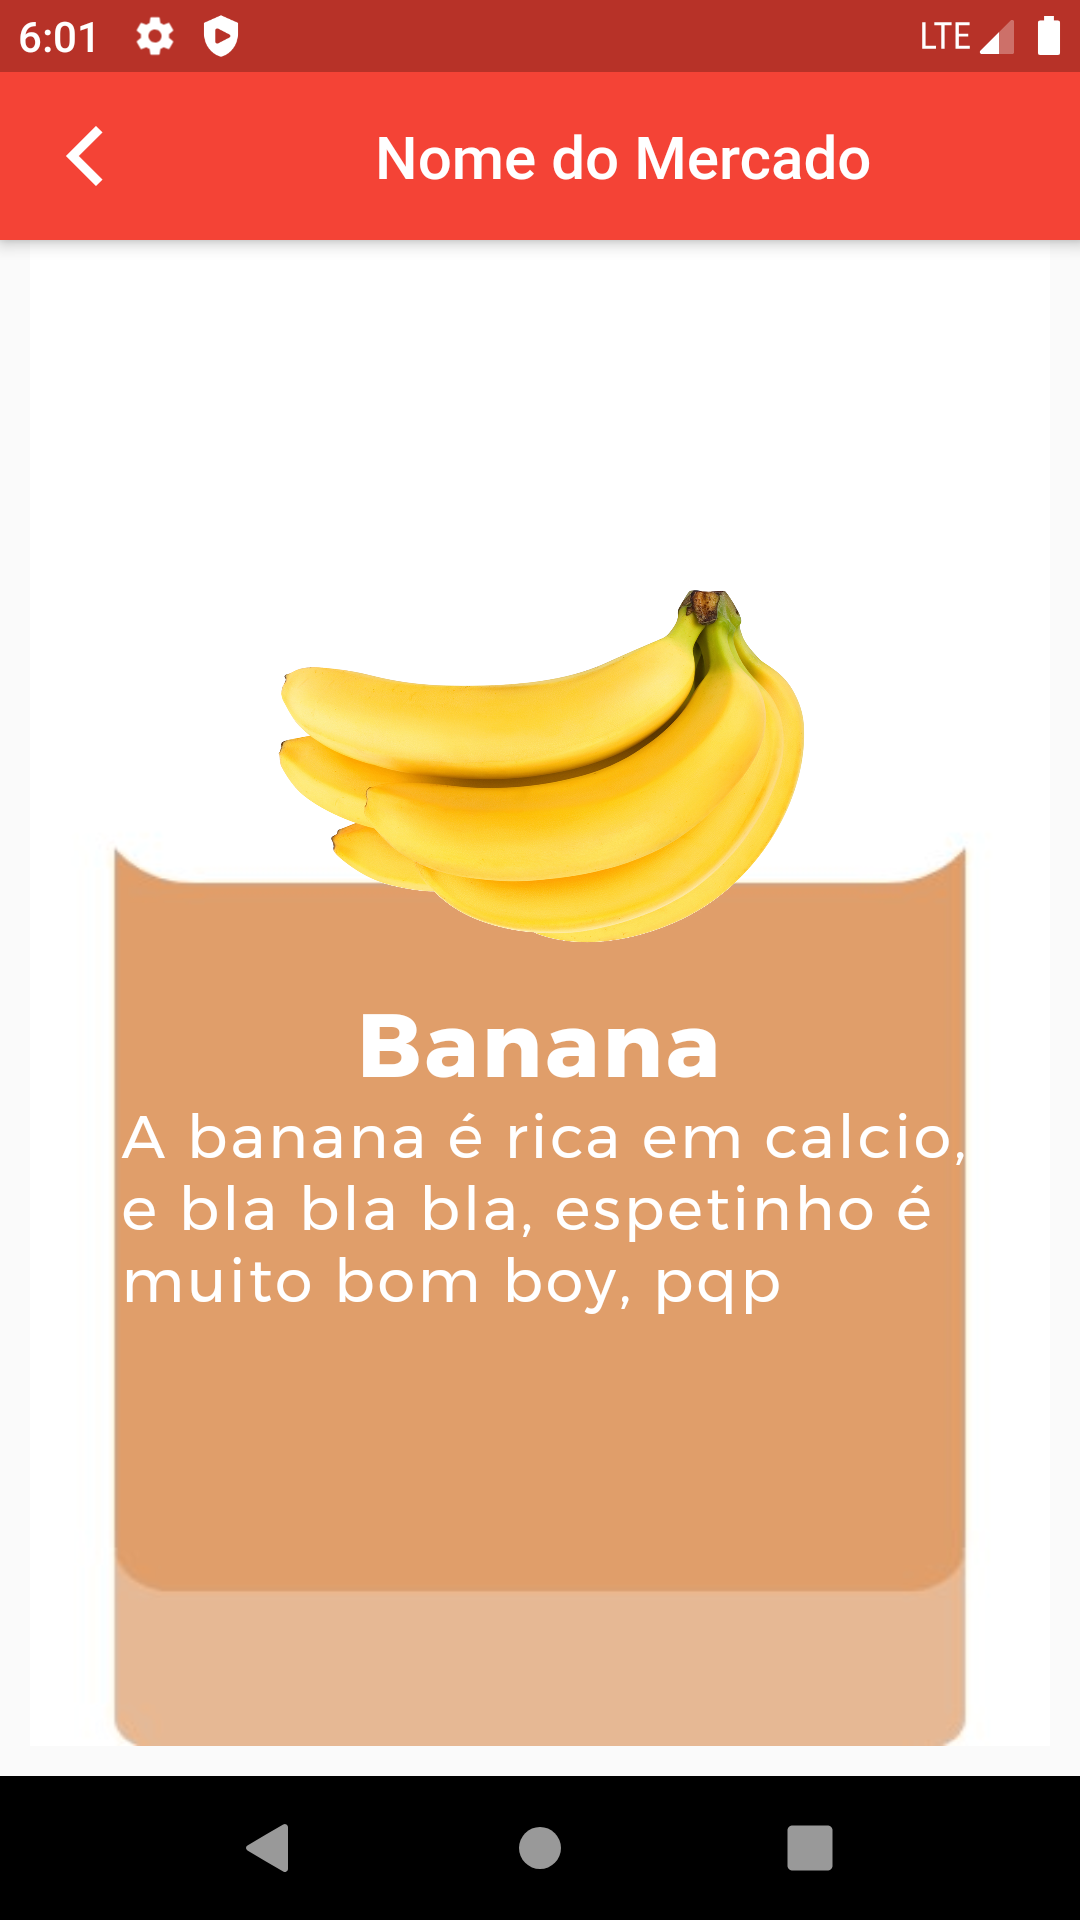 6:01 LTE
Nome do Mercado
Banana
A banana é rica em calcio,
e bla bla bla, espetinho é
muito bom boy, pqp